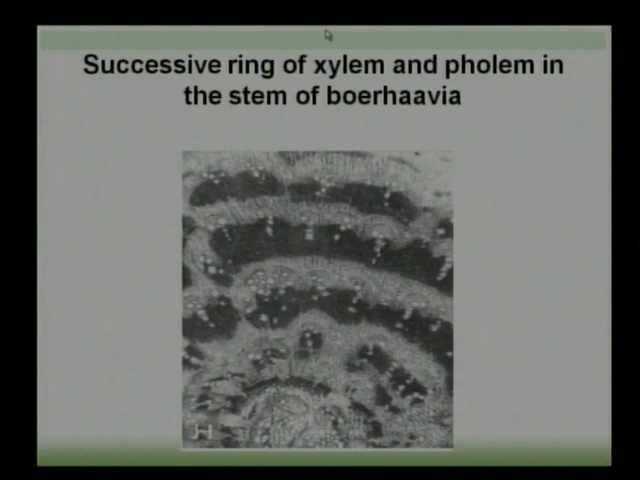 Successive ring of xylem and pholem in
the stem of boerhaavia
H